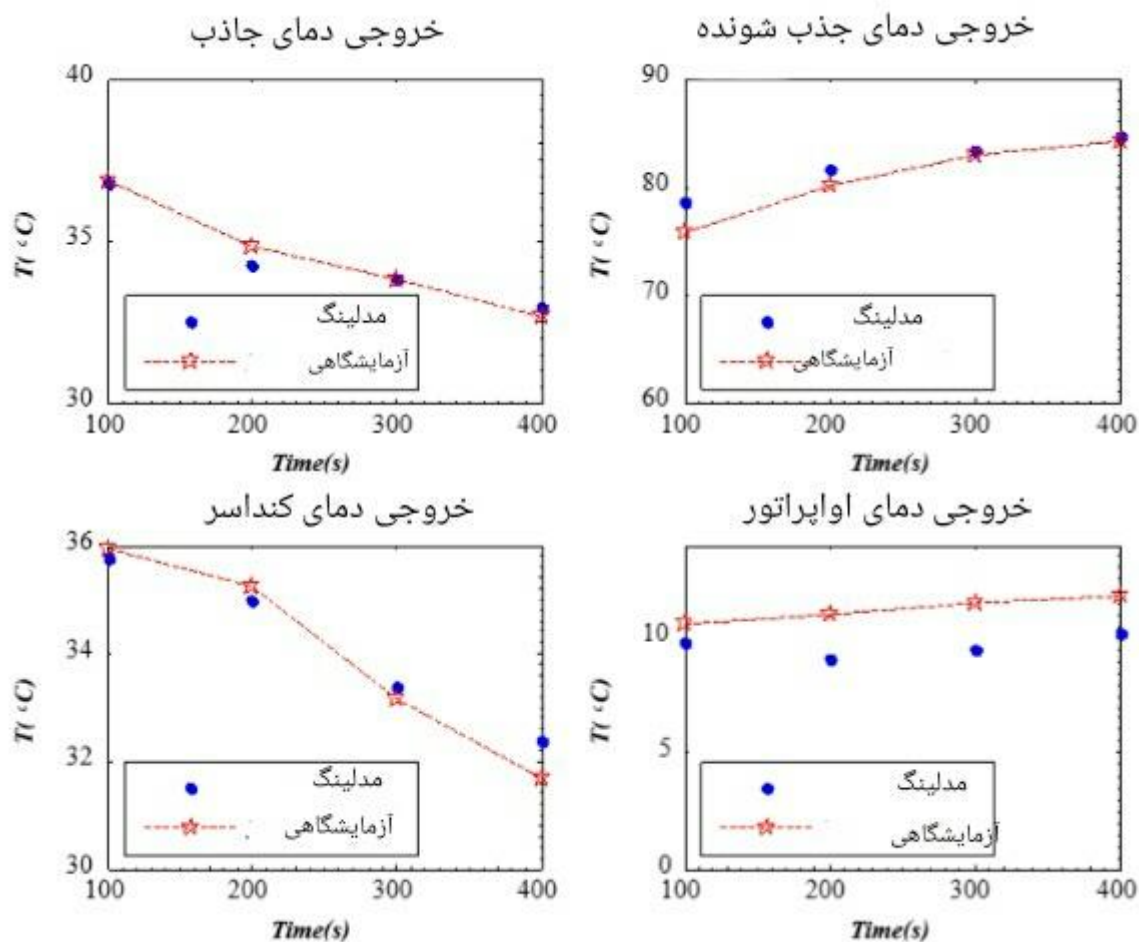 خروجی دمای جاذب
40
35
30
T(°C)
مدلینگ
آزمایشگاهی
100 200 300 400
Time(s)
خروجی دمای جذب شونده
90
80
70
60
T(°C)
مدلینگ
آزمایشگاهی
100 200 300 400
Time(s)
خروجی دمای کنداسر
36
34
32
30
T(°C)
مدلینگ
آزمایشگاهی
100 200 300 400
Time(s)
خروجی دمای اواپراتور
10
5
0
T(°C)
مدلینگ
آزمایشگاهی
100 200 300 400
Time(s)